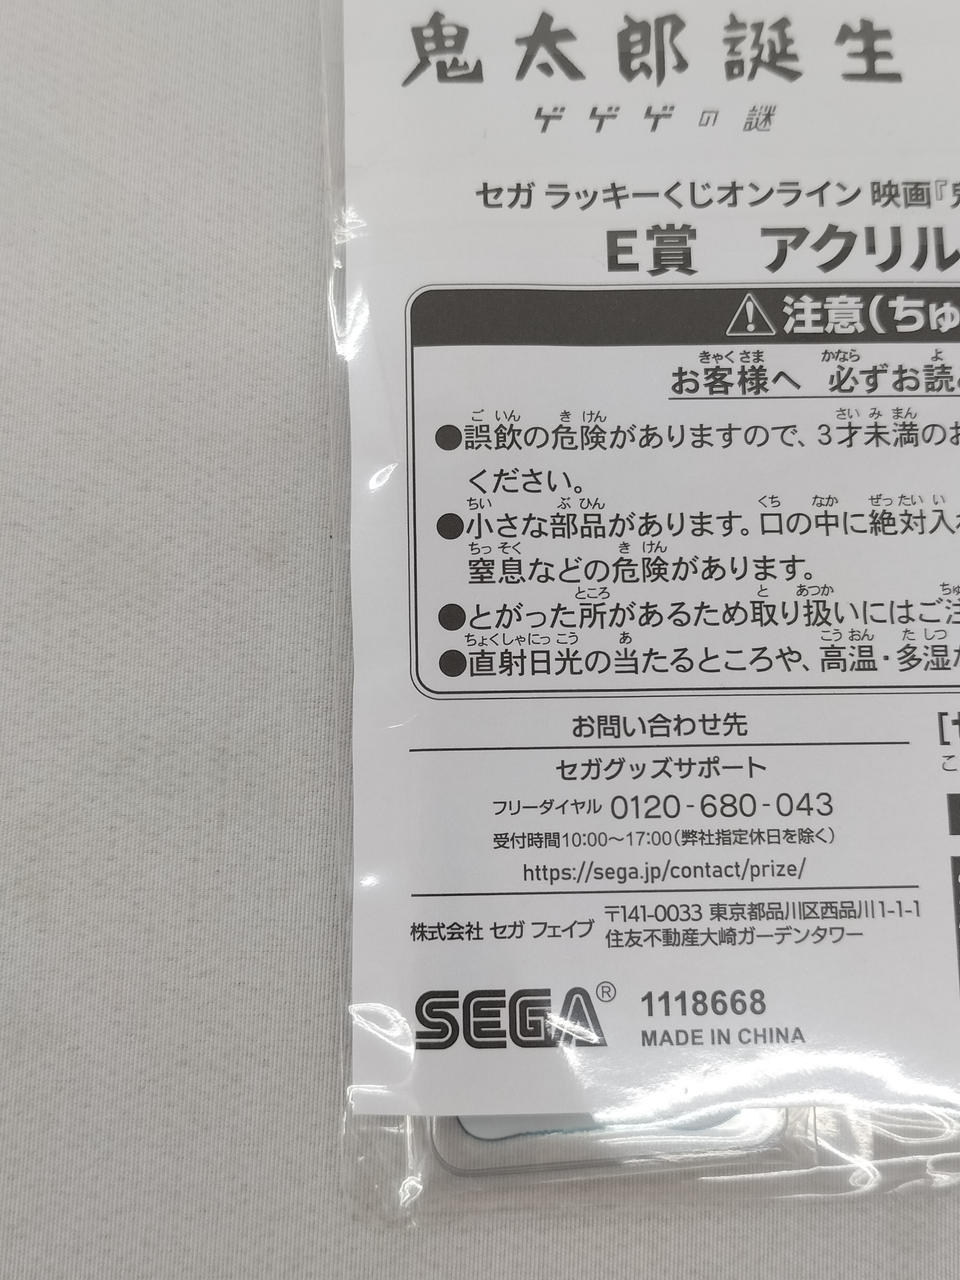 鬼太郎誕生
ゲゲゲの謎
セガ ラッキーくじオンライン 映画『鬼
E賞 アクリル
⚠注意(ちゅ
きゃくさま かなら よ
お客様へ 必ずお読
ご いん き けん さい み まん
●誤飲の危険がありますので、3才未満のお
ください。
ちい ぶ ひん くち なか ぜったい い
●小さな部品があります。口の中に絶対入れ
ちっ そく き けん
窒息などの危険があります。
ところ と あつか ちゅ
●とがった所があるため取り扱いにはご注
ちょくしゃにっ こう あ こう おん た しつ
●直射日光の当たるところや、高温・多湿な
お問い合わせ先
セガグッズサポート
フリーダイヤル 0120-680-043
受付時間10:00～17:00(弊社指定休日を除く)
https://sega.jp/contact/prize/
株式会社 セガ フェイブ
〒141-0033 東京都品川区西品川1-1-1
住友不動産大崎ガーデンタワー
SEGA® 1118668
MADE IN CHINA
[セ
こ